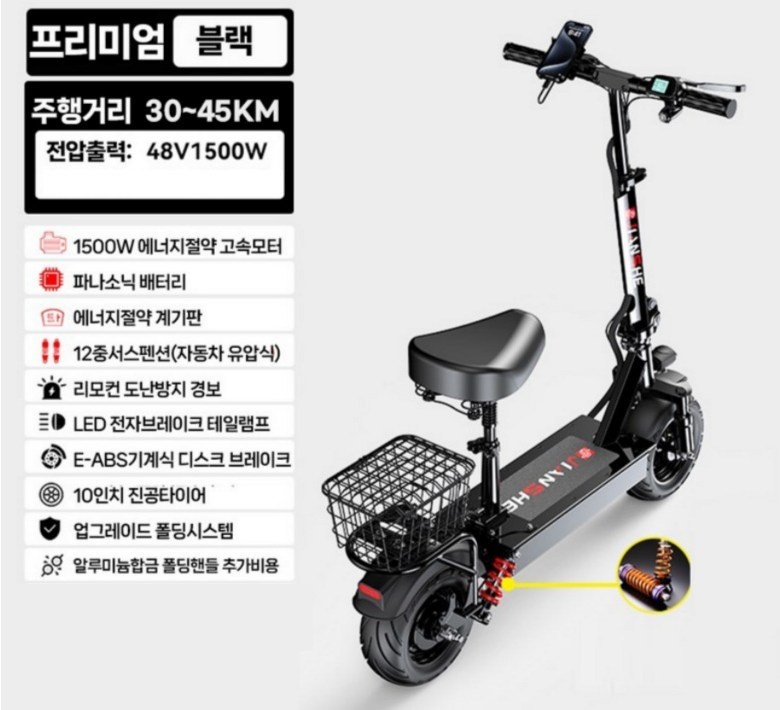 프리미엄 블랙
주행거리 30~45KM
전압출력: 48V1500W
1500W 에너지절약 고속모터
파나소닉 배터리
에너지절약 계기판
12중서스펜션(자동차 유압식)
리모컨 도난방지 경보
LED 전자브레이크 테일램프
E-ABS기계식 디스크 브레이크
10인치 진공타이어
업그레이드 폴딩시스템
알루미늄합금 폴딩핸들 추가비용
JIANSHE
JIANSHE